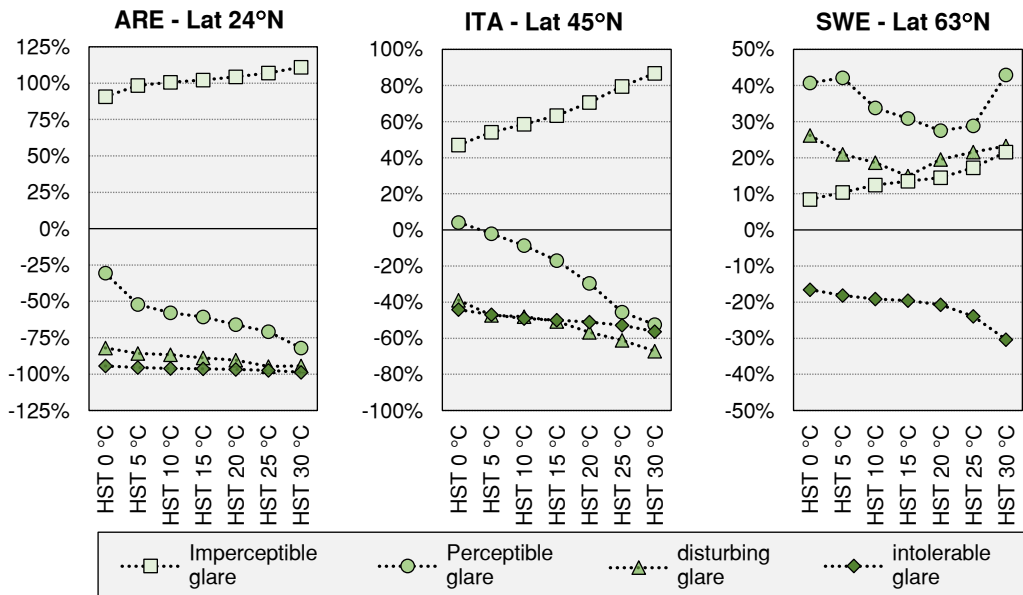 ARE - Lat 24°N
125%
100%
75%
50%
25%
0%
-25%
-50%
-75%
-100%
-125%
HST 0 °C
HST 5 °C
HST 10 °C
HST 15 °C
HST 20 °C
HST 25 °C
HST 30 °C
ITA - Lat 45°N
100%
80%
60%
40%
20%
0%
-20%
-40%
-60%
-80%
-100%
HST 0 °C
HST 5 °C
HST 10 °C
HST 15 °C
HST 20 °C
HST 25 °C
HST 30 °C
SWE - Lat 63°N
50%
40%
30%
20%
10%
0%
-10%
-20%
-30%
-40%
-50%
HST 0 °C
HST 5 °C
HST 10 °C
HST 15 °C
HST 20 °C
HST 25 °C
HST 30 °C
Imperceptible
glare
Perceptible
glare
disturbing
glare
intolerable
glare